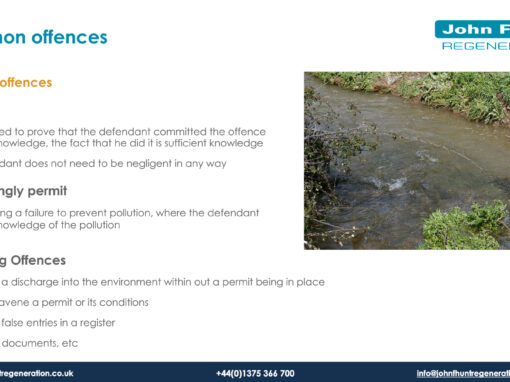 non offences
John F
REGENER
offences
ed to prove that the defendant committed the offence
nowledge, the fact that he did it is sufficient knowledge
dant does not need to be negligent in any way
ngly permit
ing a failure to prevent pollution, where the defendant
nowledge of the pollution
g Offences
a discharge into the environment within out a permit being in place
avene a permit or its conditions
false entries in a register
documents, etc
tregeneration.co.uk
+44(0)1375 366 700
info@johnfhuntregeneratio